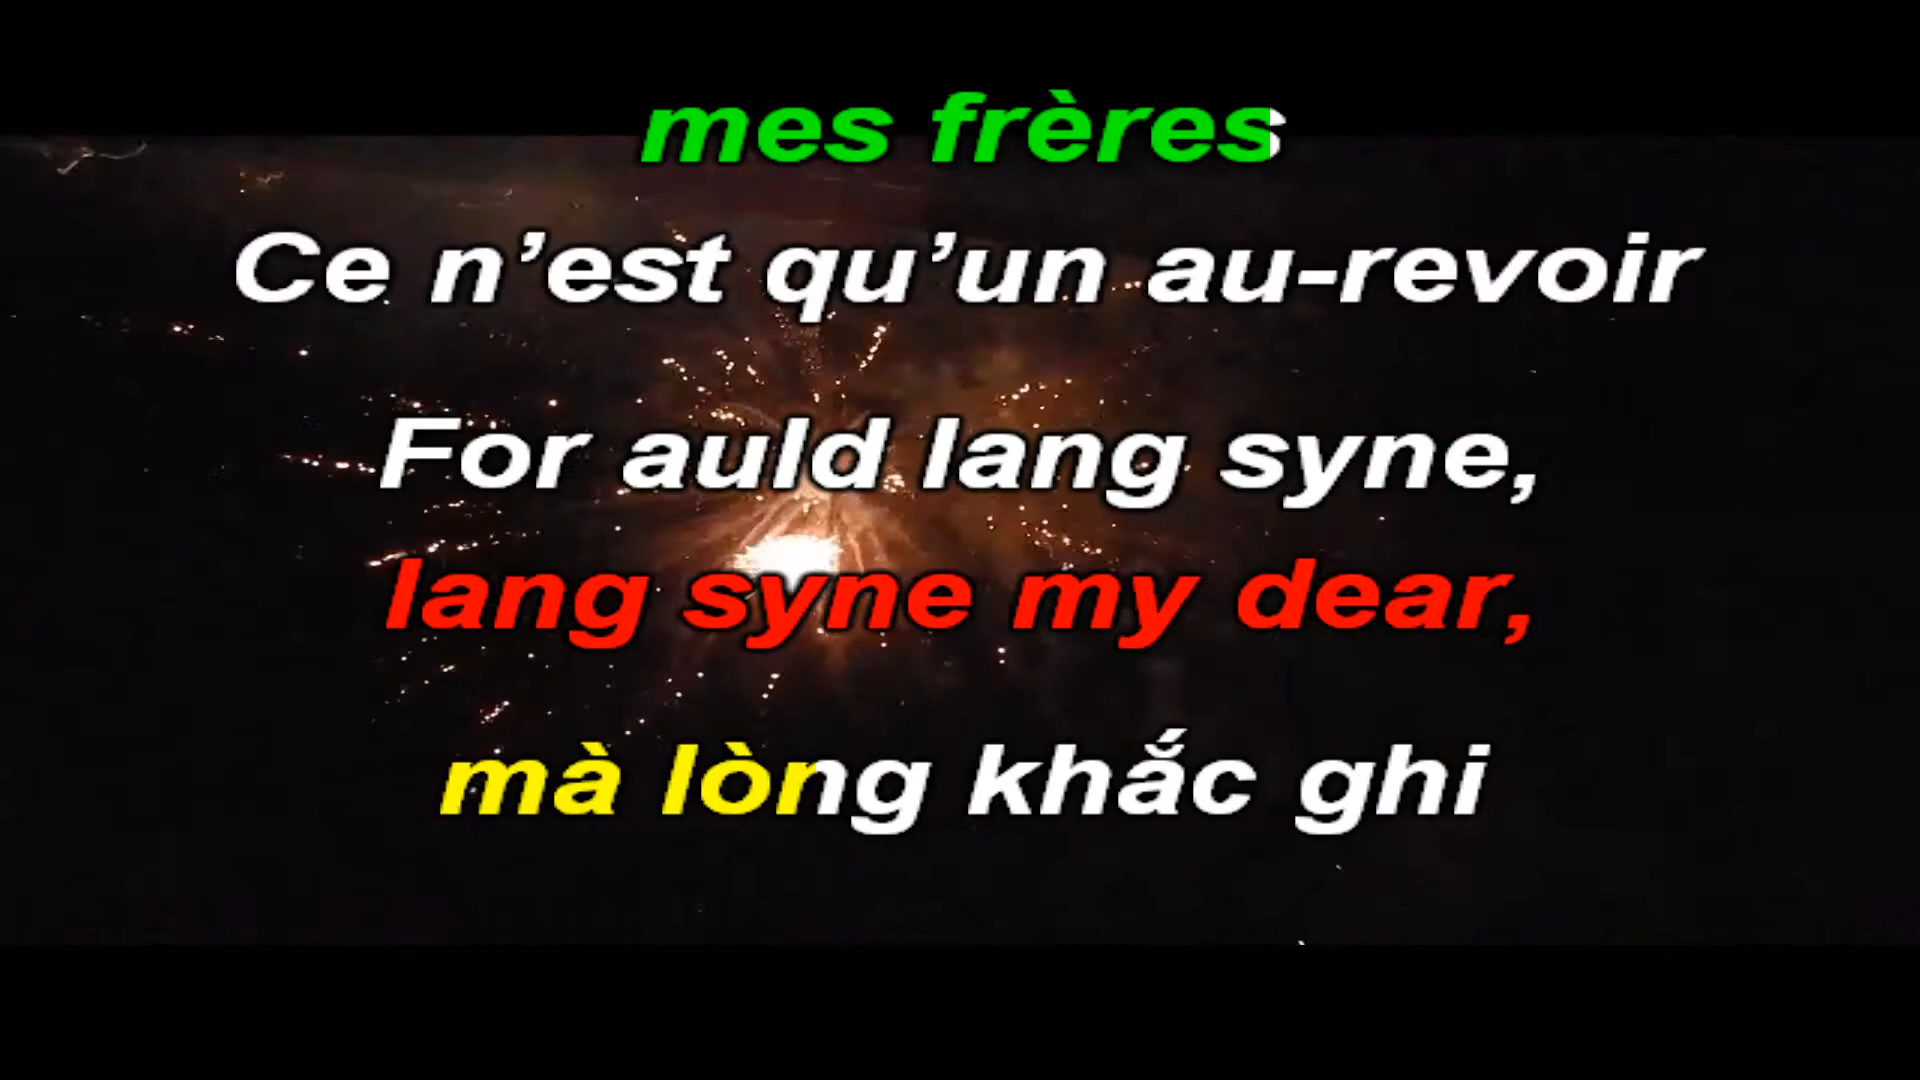 mes frères
Ce n’est qu’un au-revoir
For auld lang syne,
lang syne my dear,
mà lòng khắc ghi